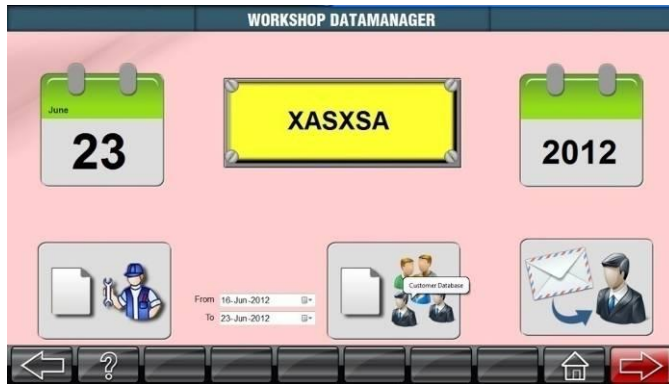 WORKSHOP DATAMANAGER
June
23
XASXSA
2012
From 16-Jun-2012
To 23-Jun-2012
Customer Database
?